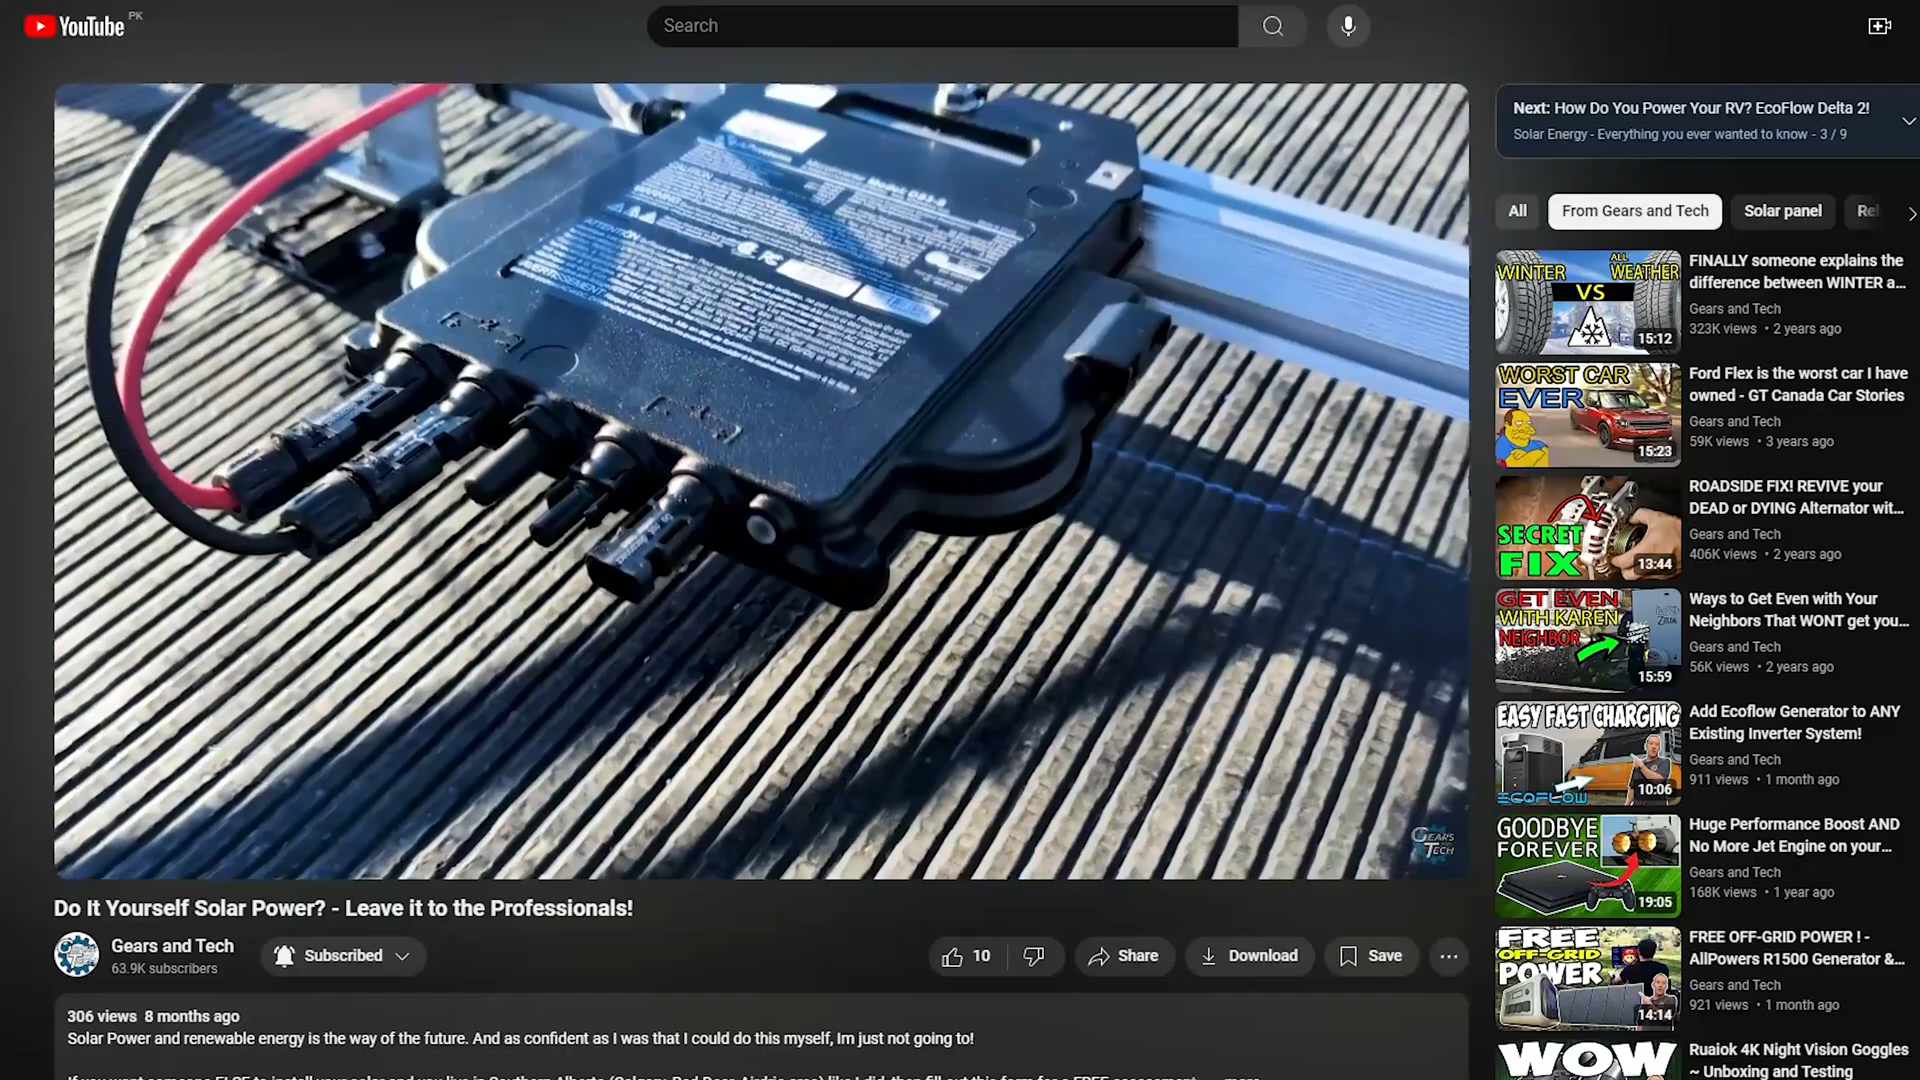 YouTube PK
Search
Microinverter Model: DS3-S
CAUTION
WARNING
ATTENTION
AVERTISSEMENT
FC
GEARS
TECH
Next: How Do You Power Your RV? EcoFlow Delta 2!
Solar Energy - Everything you ever wanted to know - 3 / 9
All
From Gears and Tech
Solar panel
Rel
WINTER
ALL
WEATHER
VS
15:12
FINALLY someone explains the
difference between WINTER a...
Gears and Tech
323K views • 2 years ago
WORST CAR
EVER
15:23
Ford Flex is the worst car I have
owned - GT Canada Car Stories
Gears and Tech
59K views • 3 years ago
SECRET
FIX
13:44
ROADSIDE FIX! REVIVE your
DEAD or DYING Alternator wit...
Gears and Tech
406K views • 2 years ago
GET EVEN
WITH KAREN
NEIGHBOR
15:59
Ways to Get Even with Your
Neighbors That WONT get you...
Gears and Tech
56K views • 2 years ago
EASY FAST CHARGING
ECOFLOW
10:06
Add Ecoflow Generator to ANY
Existing Inverter System!
Gears and Tech
911 views • 1 month ago
GOODBYE
FOREVER
19:05
Huge Performance Boost AND
No More Jet Engine on your...
Gears and Tech
168K views • 1 year ago
FREE
OFF-GRID
POWER
14:14
FREE OFF-GRID POWER ! -
AllPowers R1500 Generator &...
Gears and Tech
921 views • 1 month ago
WOW
Ruaiok 4K Night Vision Goggles
~ Unboxing and Testing
Do It Yourself Solar Power? - Leave it to the Professionals!
Gears and Tech
63.9K subscribers
Subscribed
10
Share
Download
Save
306 views 8 months ago
Solar Power and renewable energy is the way of the future. And as confident as I was that I could do this myself, Im just not going to!